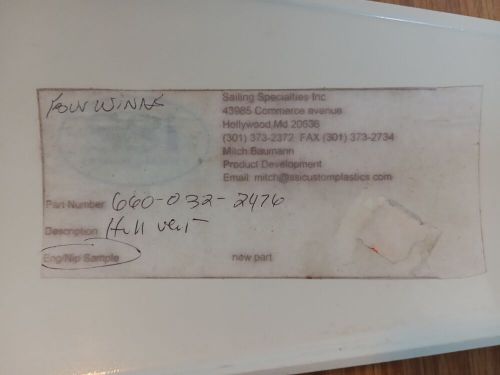 Four Winns
Sailing Specialties Inc
43985 Commerce avenue
Hollywood,Md 20636
(301) 373-2372 FAX (301) 373-2734
Mitch Baumann
Product Development
Email: mitch@ssicustomplastics.com
Part Number 660-032-2476
Description Hull vent
Eng/Nip Sample new part